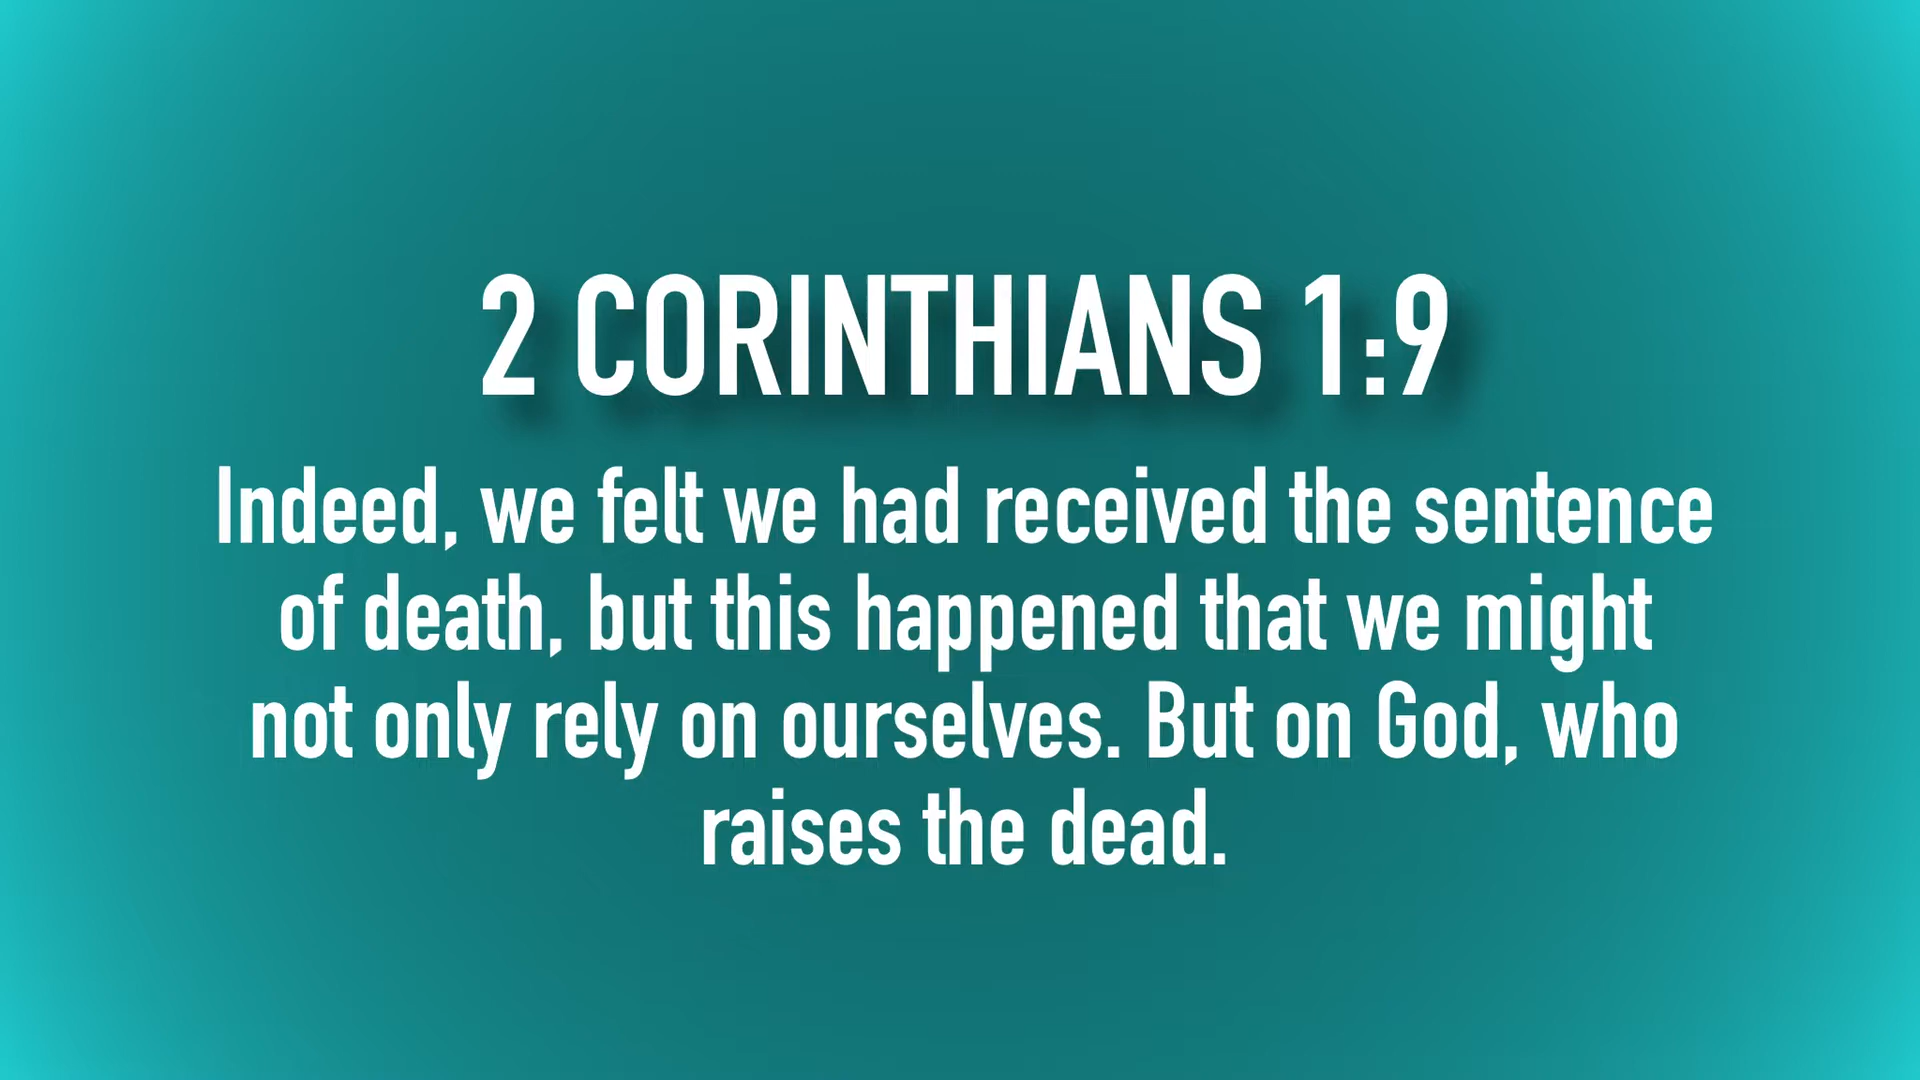 2 CORINTHIANS 1:9
Indeed, we felt we had received the sentence
of death, but this happened that we might
not only rely on ourselves. But on God, who
raises the dead.